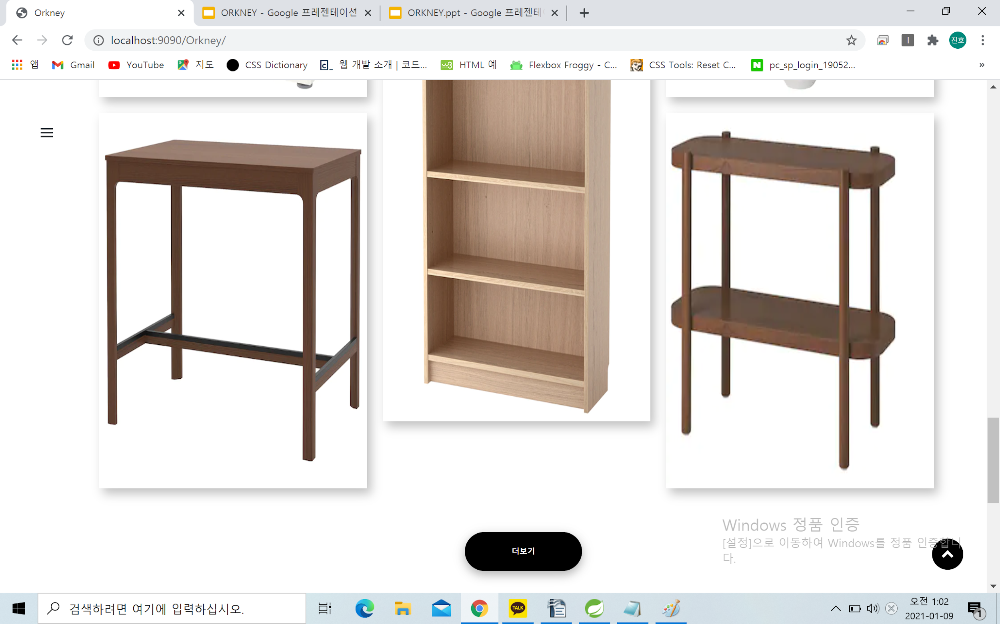 Orkney
ORKNEY - Google 프레젠테이션
ORKNEY.ppt - Google 프레젠테
localhost:9090/Orkney/
진호
앱
Gmail
YouTube
지도
CSS Dictionary
웹 개발 소개 | 코드...
HTML 예
Flexbox Froggy - C...
CSS Tools: Reset C...
pc_sp_login_19052...
더보기
Windows 정품 인증
[설정]으로 이동하여 Windows를 정품 인증합니
다.
검색하려면 여기에 입력하십시오.
TALK
오전 1:02
2021-01-09
1